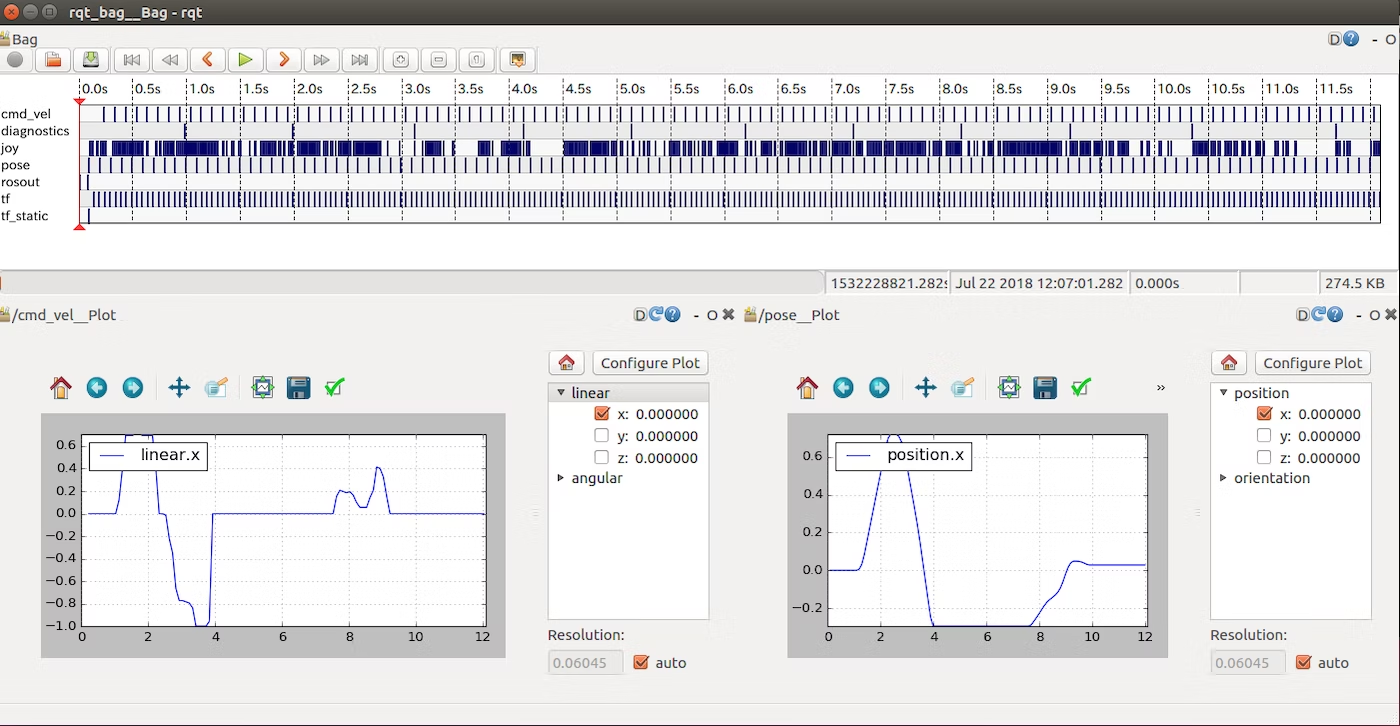 rqt_bag__Bag - rqt
Bag
D - O
0.0s 0.5s 1.0s 1.5s 2.0s 2.5s 3.0s 3.5s 4.0s 4.5s 5.0s 5.5s 6.0s 6.5s 7.0s 7.5s 8.0s 8.5s 9.0s 9.5s 10.0s 10.5s 11.0s 11.5s
cmd_vel
diagnostics
joy
pose
rosout
tf
tf_static
1532228821.282s Jul 22 2018 12:07:01.282 0.000s 274.5 KB
/cmd_vel__Plot D - O
Configure Plot
linear
x: 0.000000
y: 0.000000
z: 0.000000
angular
linear.x
0.6
0.4
0.2
0.0
−0.2
−0.4
−0.6
−0.8
−1.0
0 2 4 6 8 10 12
Resolution:
0.06045 auto
/pose__Plot D - O
Configure Plot
»
position
x: 0.000000
y: 0.000000
z: 0.000000
orientation
position.x
0.6
0.4
0.2
0.0
−0.2
0 2 4 6 8 10 12
Resolution:
0.06045 auto